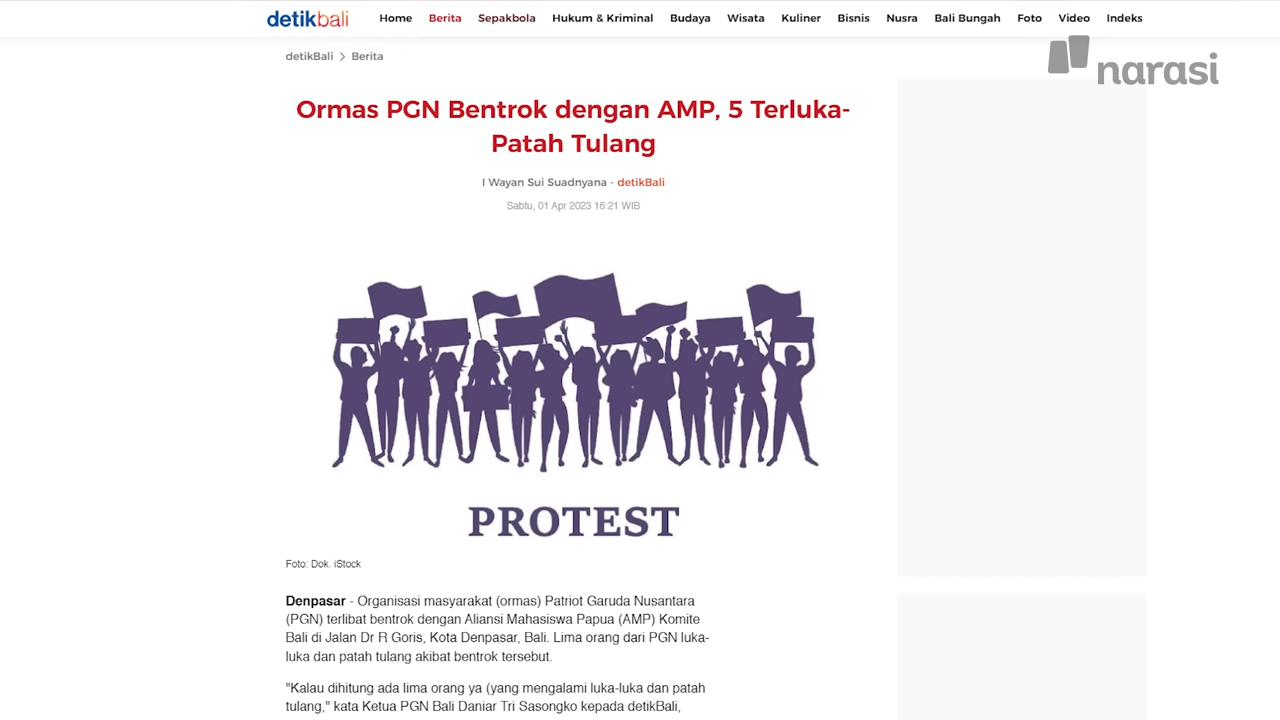 detikbali Home Berita Sepakbola Hukum & Kriminal Budaya Wisata Kuliner Bisnis Nusra Bali Bungah Foto Video Indeks
narasi
detikBali > Berita
Ormas PGN Bentrok dengan AMP, 5 Terluka-
Patah Tulang
I Wayan Sui Suadnyana - detikBali
Sabtu, 01 Apr 2023 16:21 WIB
PROTEST
Foto: Dok. iStock
Denpasar - Organisasi masyarakat (ormas) Patriot Garuda Nusantara
(PGN) terlibat bentrok dengan Aliansi Mahasiswa Papua (AMP) Komite
Bali di Jalan Dr R Goris, Kota Denpasar, Bali. Lima orang dari PGN luka-
luka dan patah tulang akibat bentrok tersebut.
"Kalau dihitung ada lima orang ya (yang mengalami luka-luka dan patah
tulang," kata Ketua PGN Bali Daniar Tri Sasongko kepada detikBali,